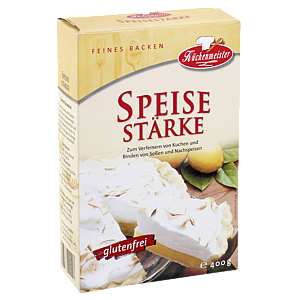 FEINES BACKEN
Küchenmeister
SPEISE
STÄRKE
Zum Verfeinern von Kuchen und
Binden von Soßen und Nachspeisen
glutenfrei
e 400g